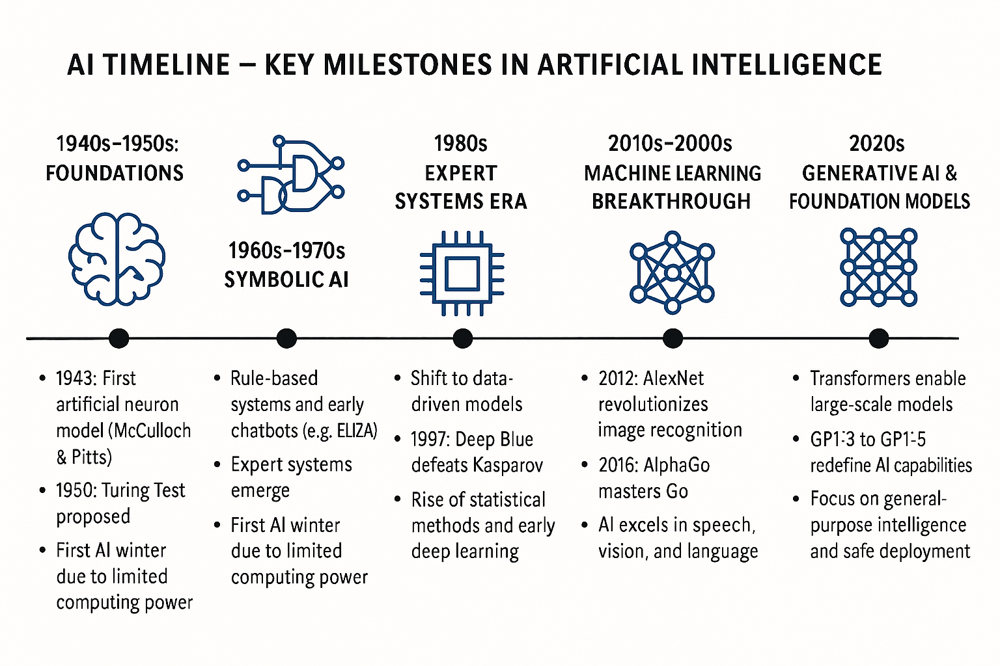 AI TIMELINE – KEY MILESTONES IN ARTIFICIAL INTELLIGENCE
1940s–1950s:
FOUNDATIONS
1943: First
artificial neuron
model (McCulloch
& Pitts)
1950: Turing Test
proposed
First AI winter
due to limited
computing power
1960s–1970s
SYMBOLIC AI
Rule-based
systems and early
chatbots (e.g. ELIZA)
Expert systems
emerge
First AI winter
due to limited
computing power
1980s
EXPERT
SYSTEMS ERA
Shift to data-
driven models
1997: Deep Blue
defeats Kasparov
Rise of statistical
methods and early
deep learning
2010s–2000s
MACHINE LEARNING
BREAKTHROUGH
2012: AlexNet
revolutionizes
image recognition
2016: AlphaGo
masters Go
AI excels in speech,
vision, and language
2020s
GENERATIVE AI &
FOUNDATION MODELS
Transformers enable
large-scale models
GP1:3 to GP1-5
redefine AI capabilities
Focus on general-
purpose intelligence
and safe deployment